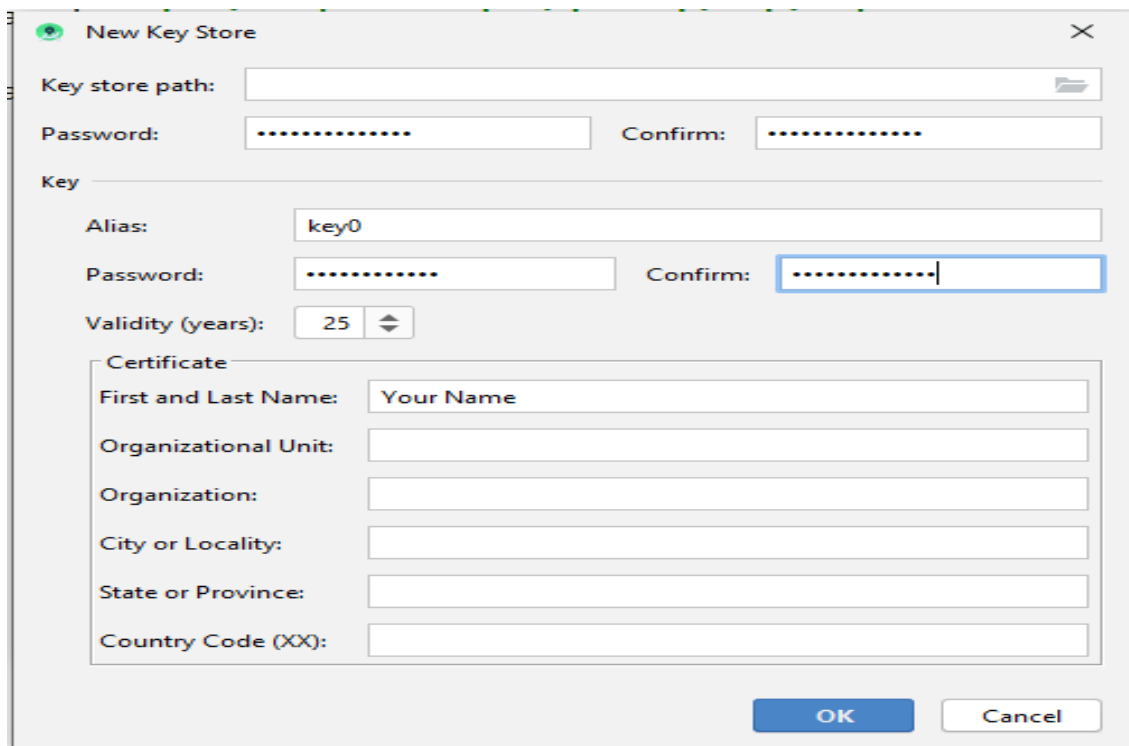 New Key Store
Key store path:
Password: •••••••••••••• Confirm: ••••••••••••••
Key
Alias: key0
Password: •••••••••••• Confirm: •••••••••••••
Validity (years): 25
Certificate
First and Last Name: Your Name
Organizational Unit:
Organization:
City or Locality:
State or Province:
Country Code (XX):
OK Cancel